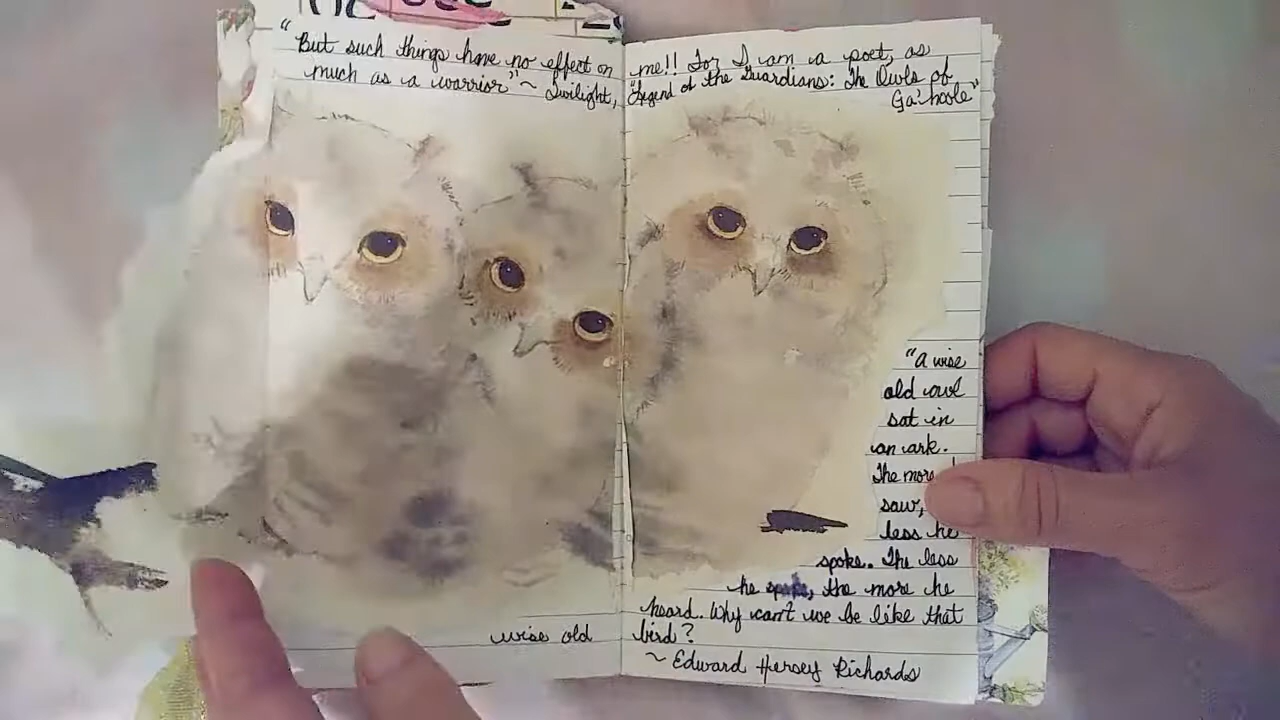 "But such things have no effect on me!! For I am a poet, as
much as a warrior" ~ Twilight, "Legend of the Guardians: The Owls of
Ga'hoole"
"A wise
old owl
sat in
an ark.
The more
saw,
less he
spoke. The less
he spoke, the more he
heard. Why can't we be like that
wise old bird?
~ Edward Hersey Richards